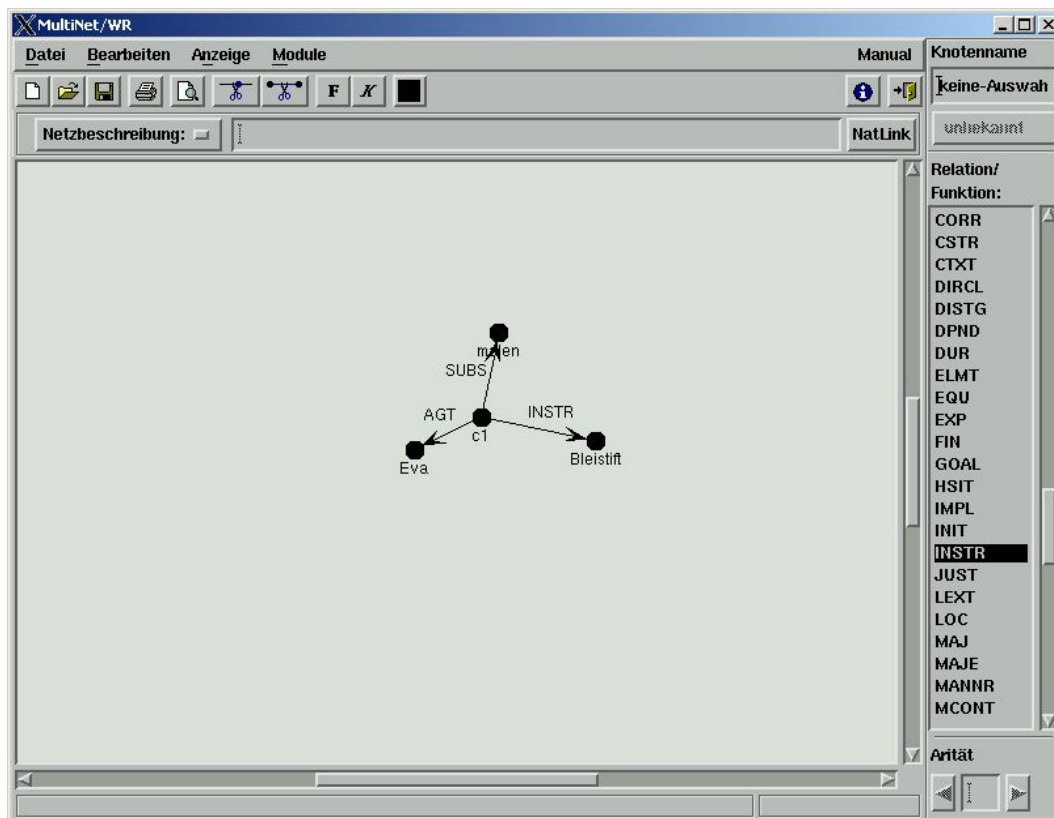 MultiNet/WR
Datei Bearbeiten Anzeige Module Manual
Knotenname
keine-Auswah
F K
Netzbeschreibung: NatLink
unbekannt
Relation/
Funktion:
CORR
CSTR
CTXT
DIRCL
DISTG
DPND
DUR
ELMT
EQU
EXP
FIN
GOAL
HSIT
IMPL
INIT
INSTR
JUST
LEXT
LOC
MAJ
MAJE
MANNR
MCONT
Arität
malen
SUBS
AGT INSTR
c1
Eva Bleistift